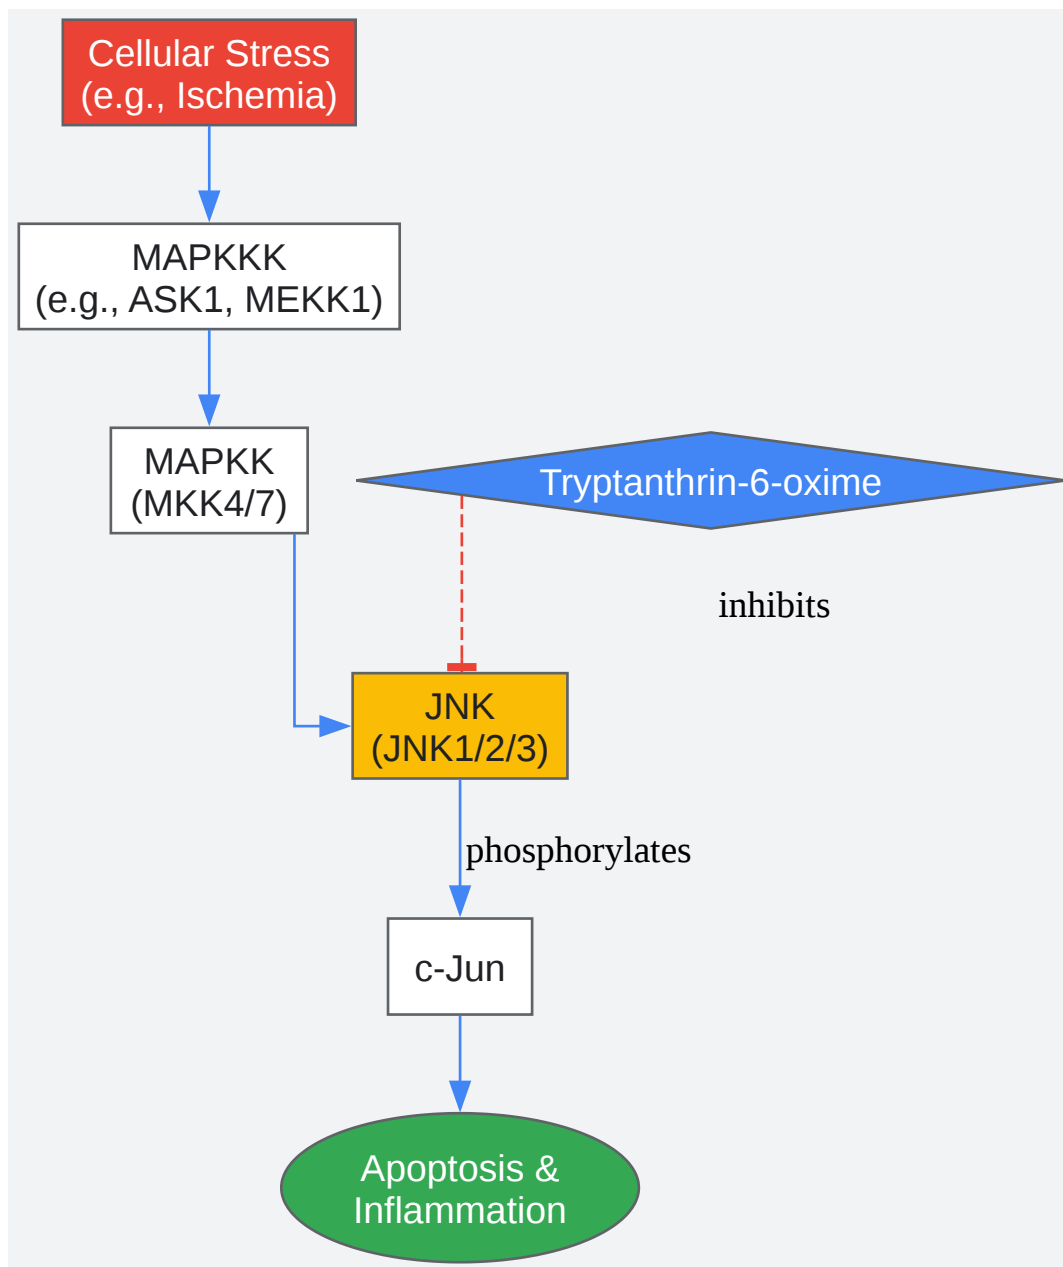 Cellular Stress
(e.g., Ischemia)
MAPKKK
(e.g., ASK1, MEKK1)
MAPKK
(MKK4/7)
Tryptanthrin-6-oxime
inhibits
JNK
(JNK1/2/3)
phosphorylates
c-Jun
Apoptosis &
Inflammation